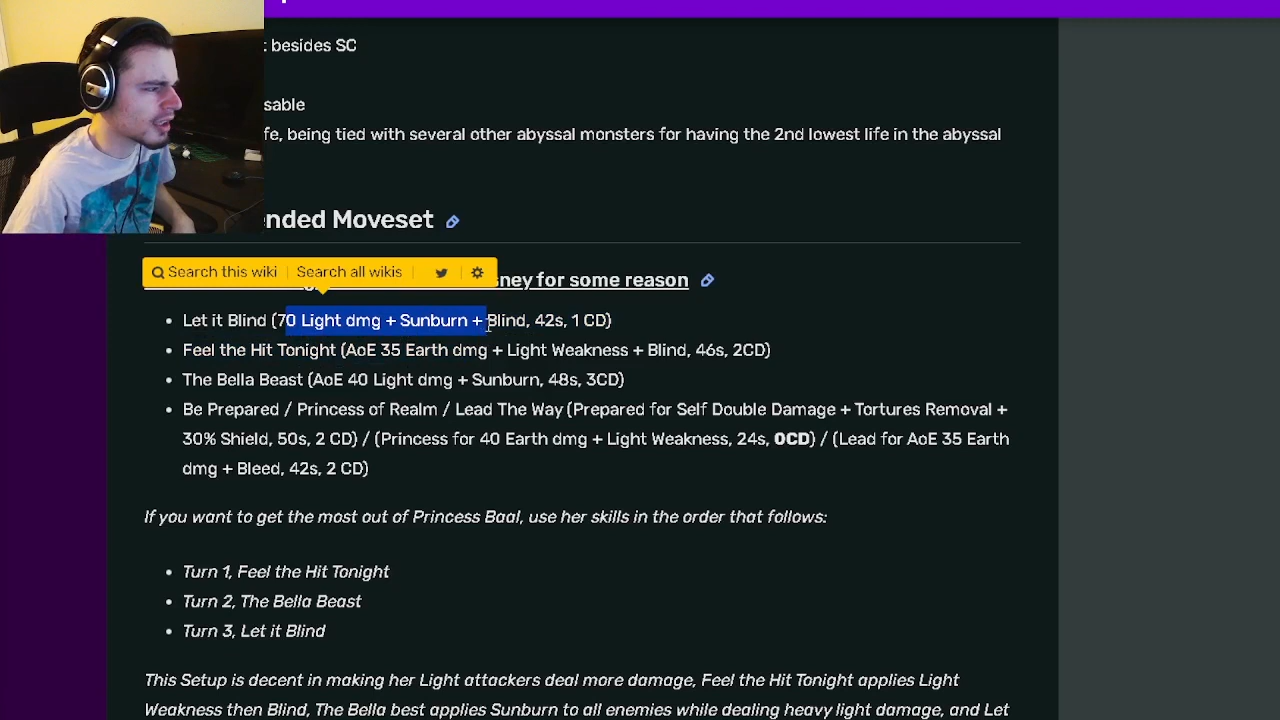 t besides SC
sable
fe, being tied with several other abyssal monsters for having the 2nd lowest life in the abyssal
ended Moveset
Search this wiki Search all wikis
ney for some reason
Let it Blind (70 Light dmg + Sunburn + Blind, 42s, 1 CD)
Feel the Hit Tonight (AoE 35 Earth dmg + Light Weakness + Blind, 46s, 2CD)
The Bella Beast (AoE 40 Light dmg + Sunburn, 48s, 3CD)
Be Prepared / Princess of Realm / Lead The Way (Prepared for Self Double Damage + Tortures Removal +
30% Shield, 50s, 2 CD) / (Princess for 40 Earth dmg + Light Weakness, 24s, 0CD) / (Lead for AoE 35 Earth
dmg + Bleed, 42s, 2 CD)
If you want to get the most out of Princess Baal, use her skills in the order that follows:
Turn 1, Feel the Hit Tonight
Turn 2, The Bella Beast
Turn 3, Let it Blind
This Setup is decent in making her Light attackers deal more damage, Feel the Hit Tonight applies Light
Weakness then Blind, The Bella best applies Sunburn to all enemies while dealing heavy light damage, and Let